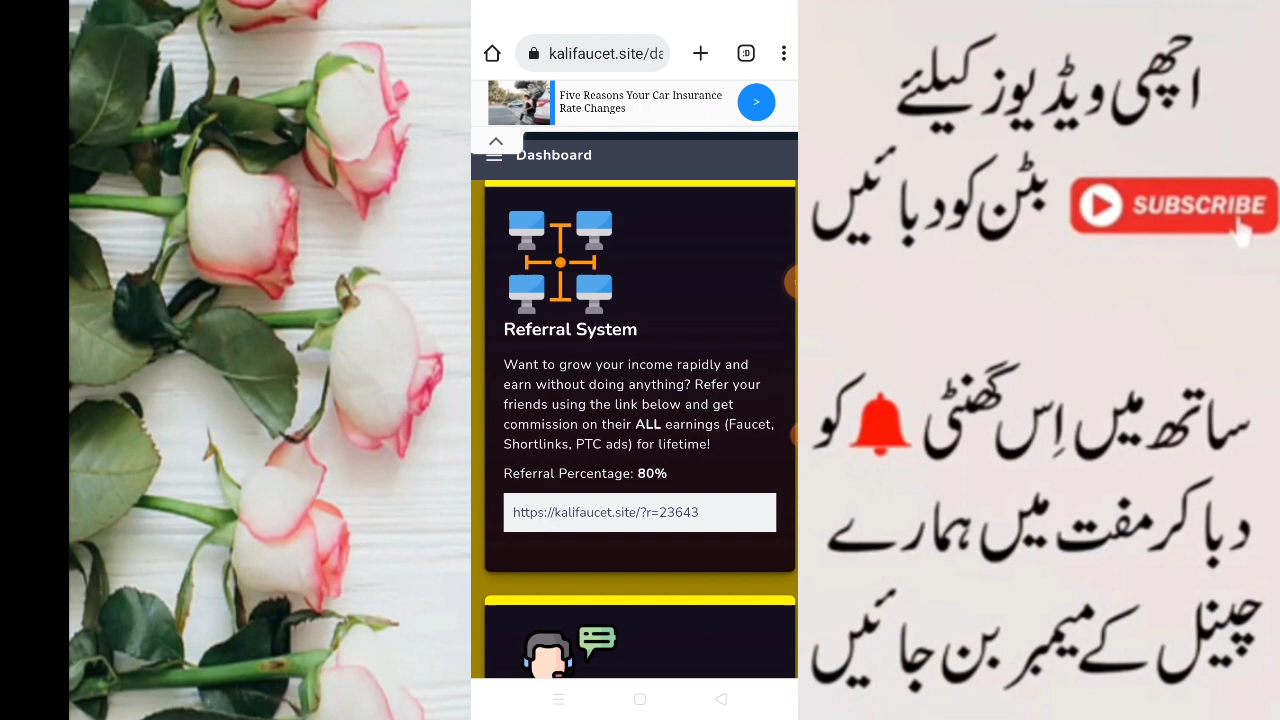 kalifaucet.site/da
:D
Five Reasons Your Car Insurance
Rate Changes
>
Dashboard
Referral System
Want to grow your income rapidly and
earn without doing anything? Refer your
friends using the link below and get
commission on their ALL earnings (Faucet,
Shortlinks, PTC ads) for lifetime!
Referral Percentage: 80%
https://kalifaucet.site/?r=23643
اچھی ویڈیوز کیلئے
بٹن کو دبائیں
SUBSCRIBE
ساتھ میں اِس گھنٹی کو
دبا کر مفت میں ہمارے
چینل کے میمبر بن جائیں